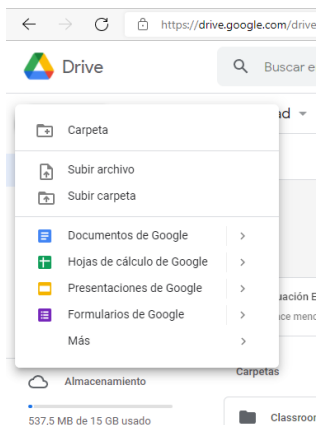 https://drive.google.com/drive
Drive
Buscar e
ad
Carpeta
Subir archivo
Subir carpeta
Documentos de Google
Hojas de cálculo de Google
Presentaciones de Google
Formularios de Google
Más
uación E
ce meno
Almacenamiento
Carpetas
537.5 MB de 15 GB usado
Classroom